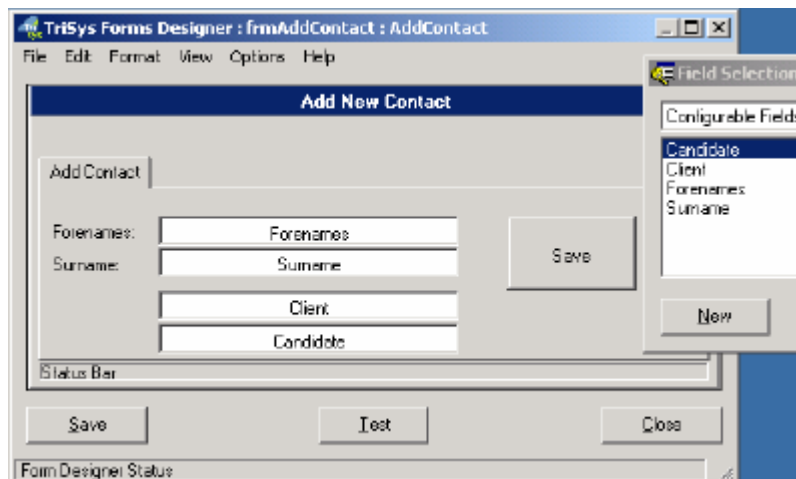 TriSys Forms Designer : frmAddContact : AddContact
File Edit Format View Options Help
Field Selection
Add New Contact
Configurable Fields
Candidate
Client
Forenames
Surname
Add Contact
Forenames: Forenames
Surname: Surname
Save
Client
Candidate
New
Status Bar
Save Test Close
Form Designer Status